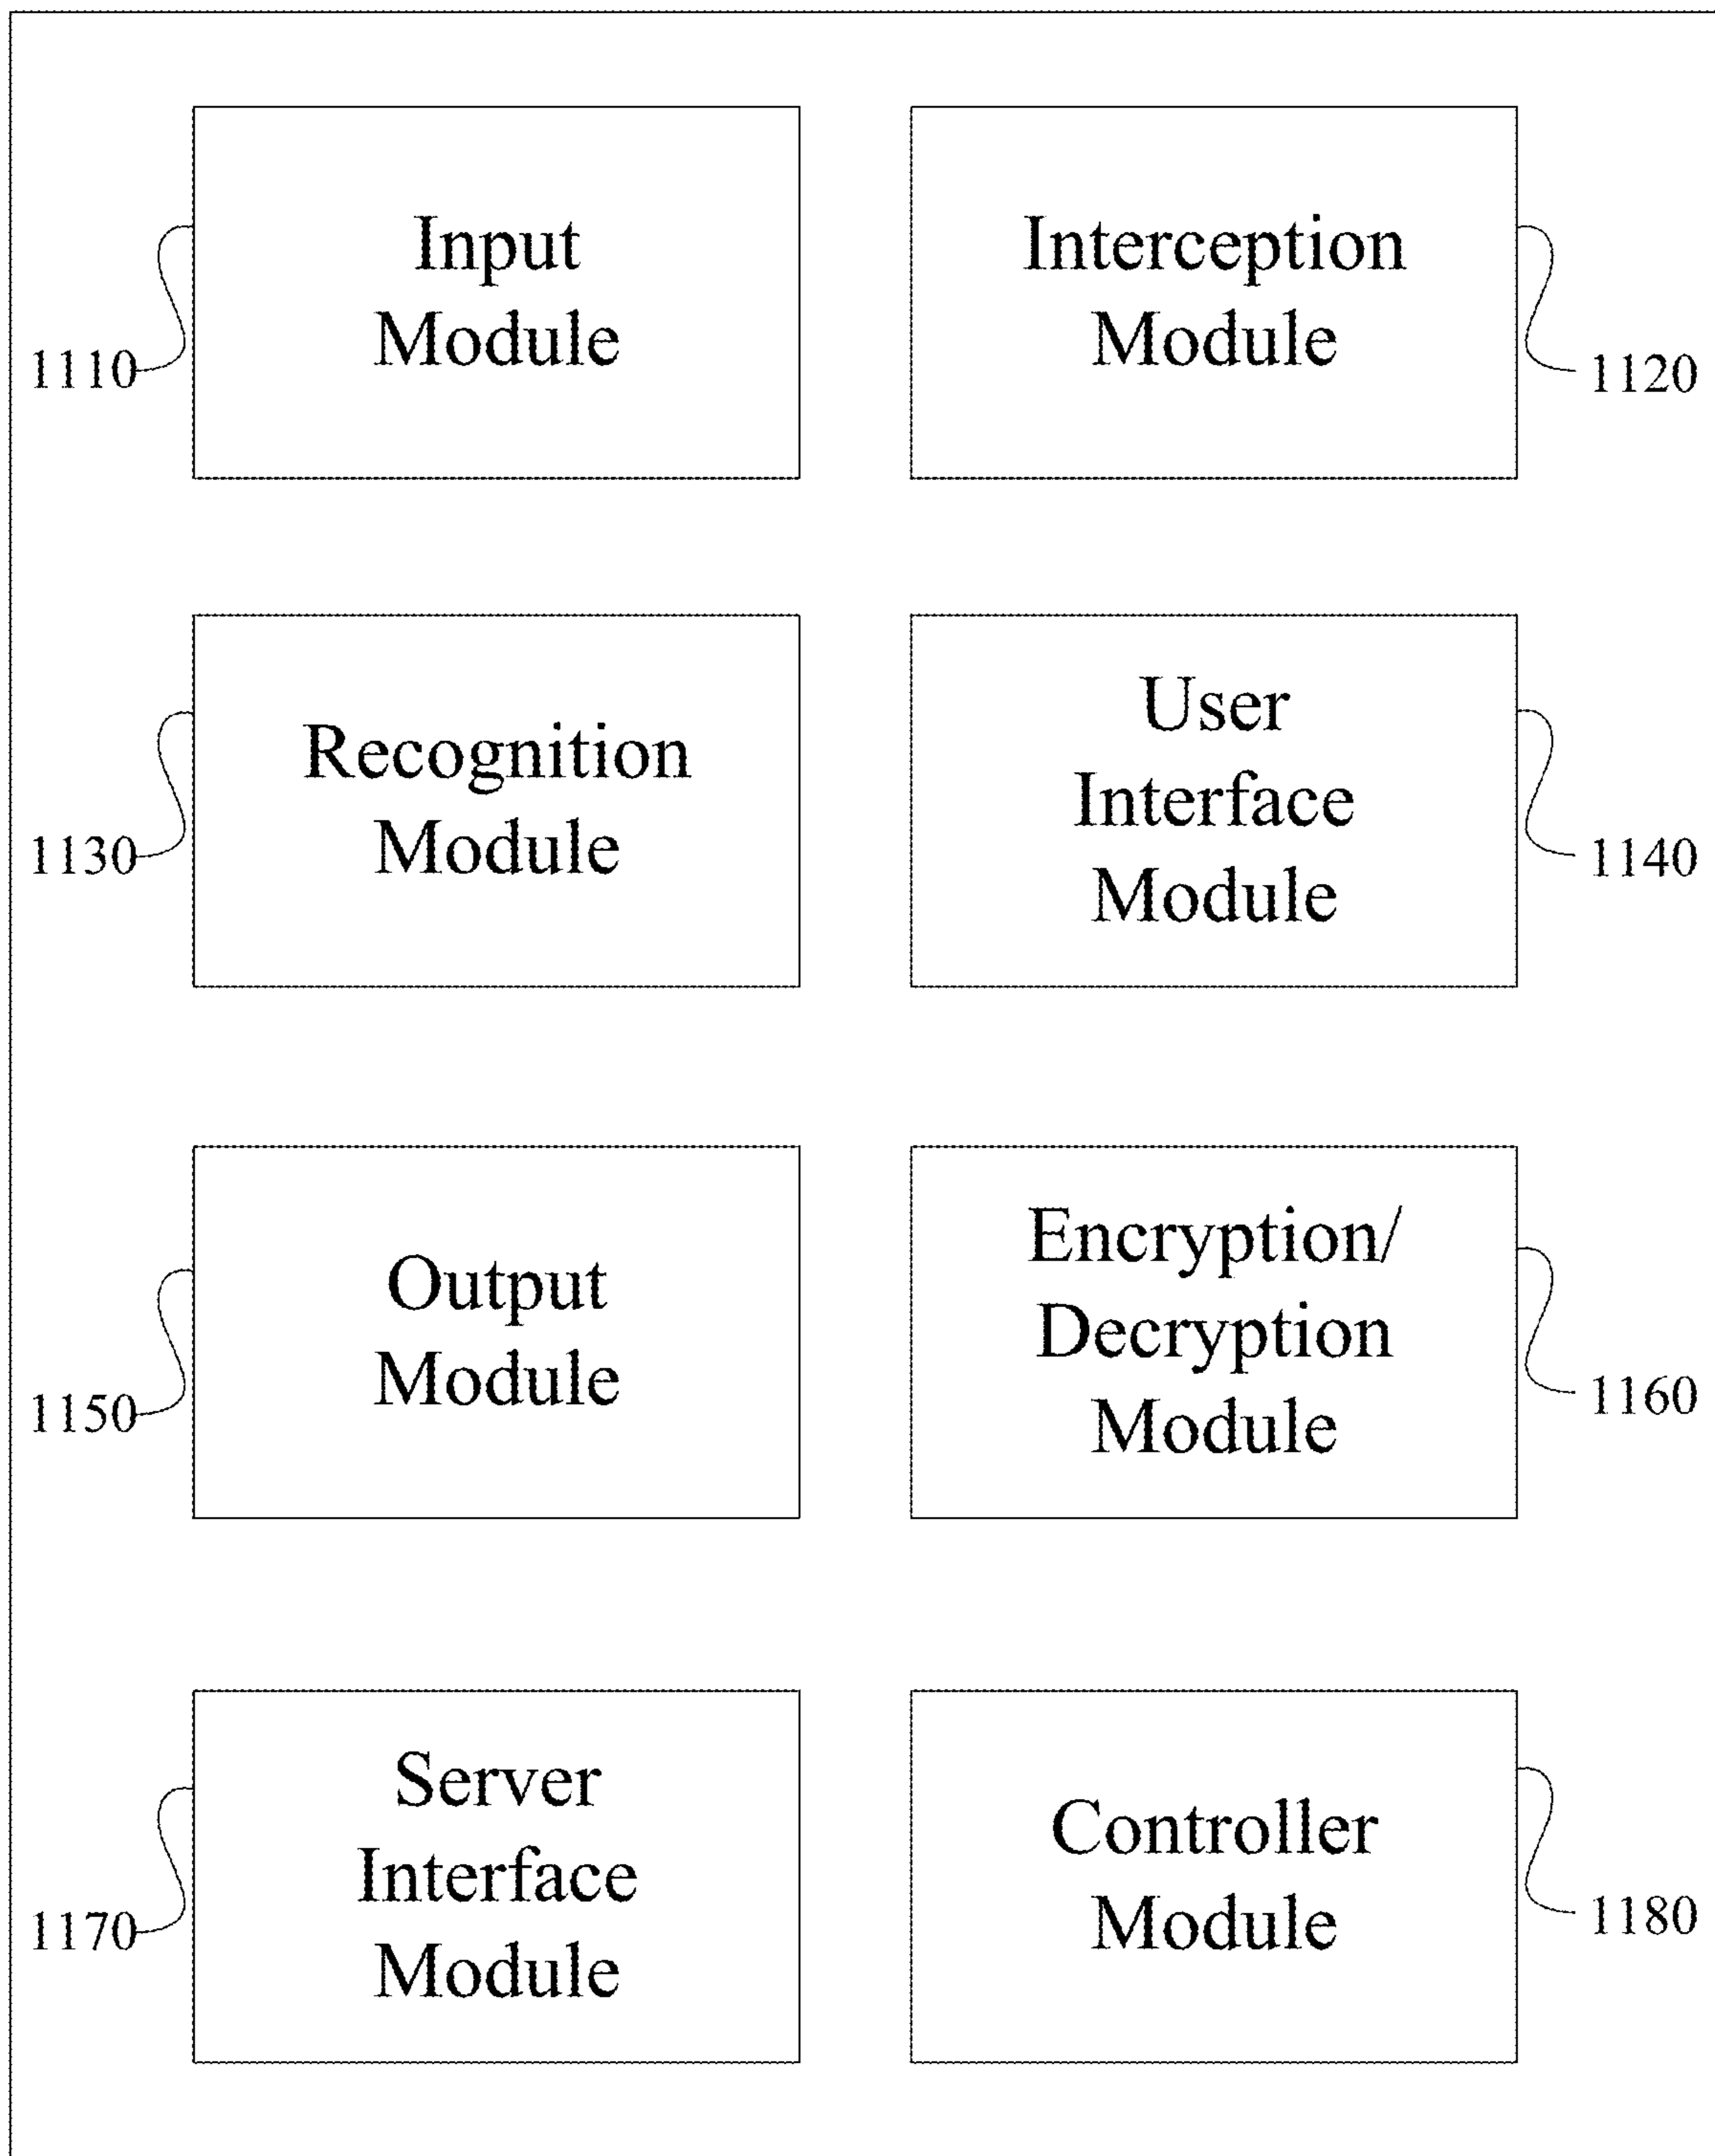 Input
Module
1110
Interception
Module
1120
Recognition
Module
1130
User
Interface
Module
1140
Output
Module
1150
Encryption/
Decryption
Module
1160
Server
Interface
Module
1170
Controller
Module
1180